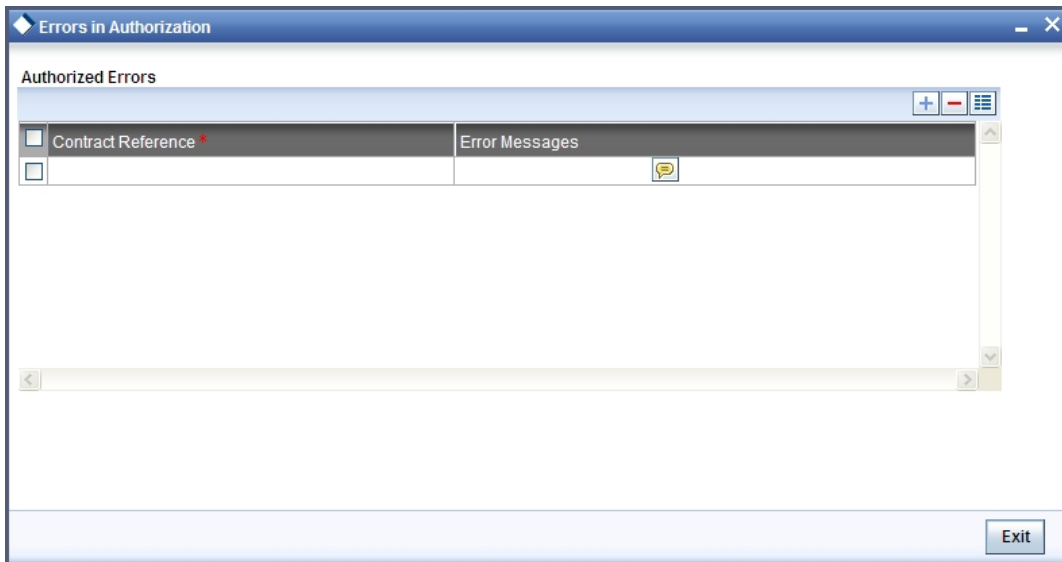 Errors in Authorization
Authorized Errors
Contract Reference * Error Messages
Exit